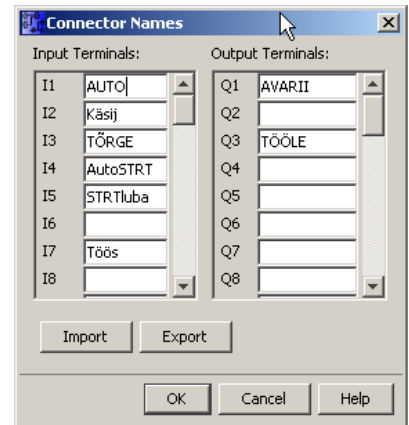 Connector Names
Input Terminals: Output Terminals:
I1 AUTO Q1 AVARII
I2 Käsij Q2
I3 TÕRGE Q3 TÖÖLE
I4 AutoSTRT Q4
I5 STRTluba Q5
I6 Q6
I7 Töös Q7
I8 Q8
Import Export
OK Cancel Help